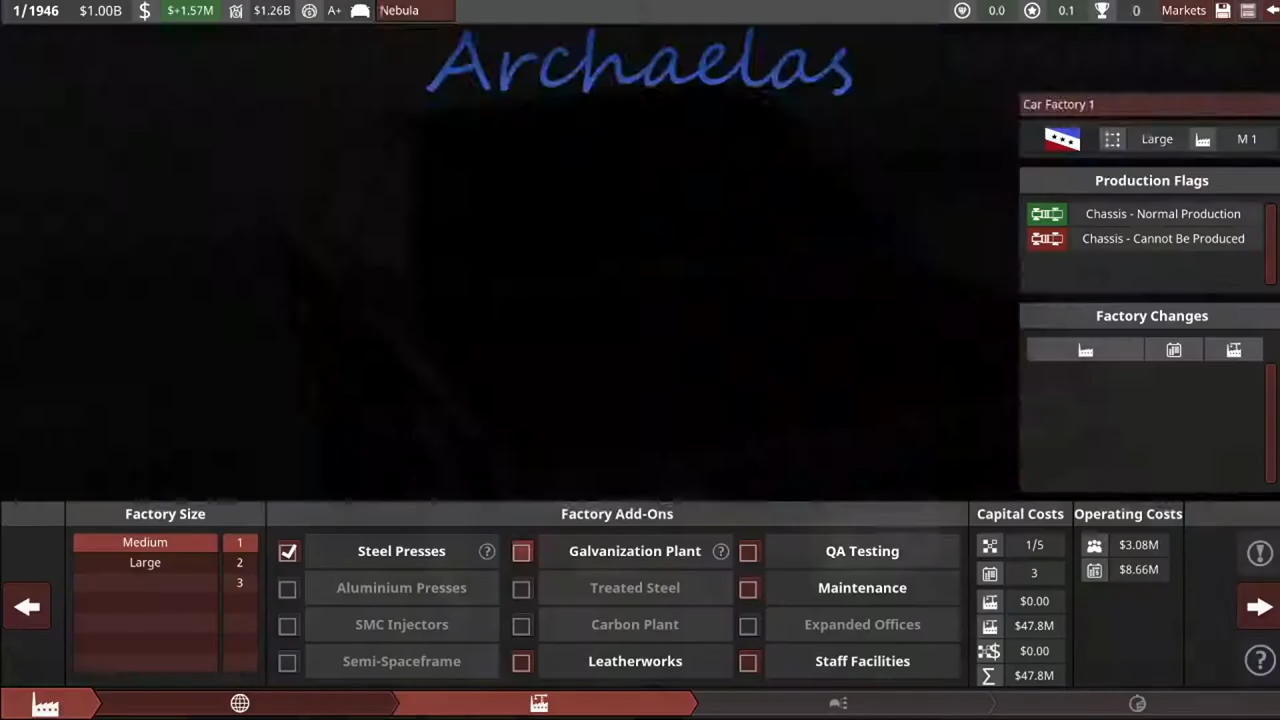 1/1946 $1.00B $ $+1.57M $1.26B A+ Nebula 0.0 0.1 0 Markets
Archaelas
Car Factory 1
Large M 1
Production Flags
Chassis - Normal Production
Chassis - Cannot Be Produced
Factory Changes
Factory Size
Medium 1
Large 2
3
Factory Add-Ons
Steel Presses ? Galvanization Plant ? QA Testing
Aluminium Presses Treated Steel Maintenance
SMC Injectors Carbon Plant Expanded Offices
Semi-Spaceframe Leatherworks Staff Facilities
Capital Costs
1/5
3
$0.00
$47.8M
$0.00
Σ $47.8M
Operating Costs
$3.08M
$8.66M
!
?